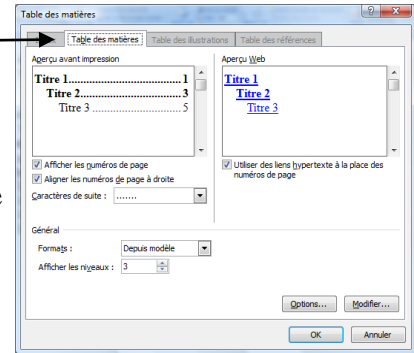 Table des matières
Table des matières Table des illustrations Table des références
Aperçu avant impression
Titre 1..................................1
Titre 2..............................3
Titre 3 ..........................5
Aperçu Web
Titre 1
Titre 2
Titre 3
Afficher les numéros de page
Aligner les numéros de page à droite
Caractères de suite : .......
Utiliser des liens hypertexte à la place des
numéros de page
Général
Formats : Depuis modèle
Afficher les niveaux : 3
Options... Modifier...
OK Annuler